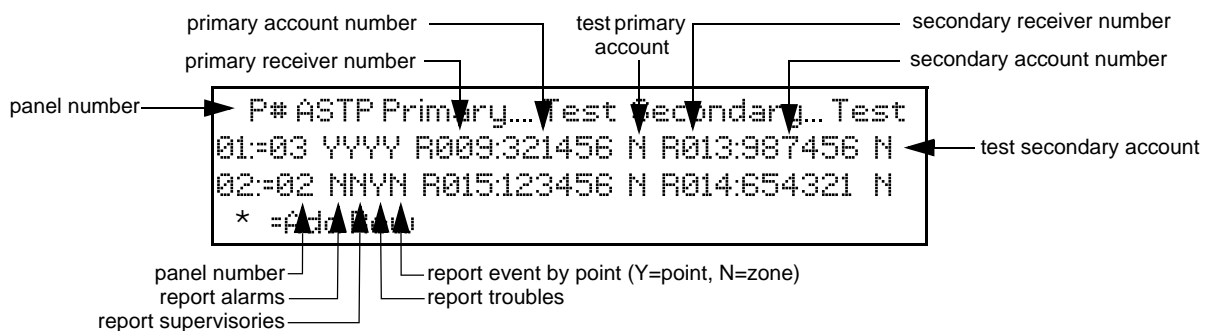 primary account number
test primary account
secondary receiver number
primary receiver number
secondary account number
panel number
P# ASTP Primary... Test Secondary... Test
01:=03 YYYY R009:321456 N R013:987456 N
test secondary account
02:=02 NNYN R015:123456 N R014:654321 N
* =Add Row
panel number
report event by point (Y=point, N=zone)
report alarms
report troubles
report supervisories